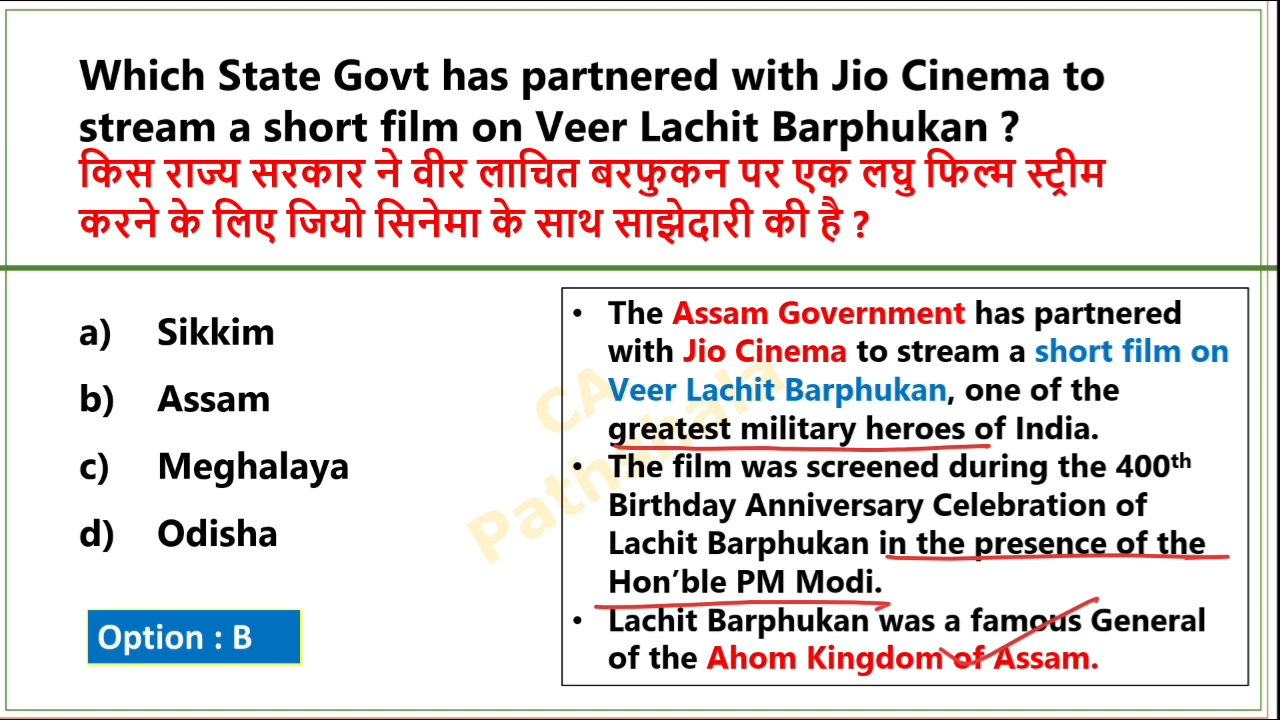 Which State Govt has partnered with Jio Cinema to
stream a short film on Veer Lachit Barphukan ?
किस राज्य सरकार ने वीर लाचित बरफुकन पर एक लघु फिल्म स्ट्रीम
करने के लिए जियो सिनेमा के साथ साझेदारी की है ?
a) Sikkim
b) Assam
c) Meghalaya
d) Odisha
Option : B
• The Assam Government has partnered
with Jio Cinema to stream a short film on
Veer Lachit Barphukan, one of the
greatest military heroes of India.
• The film was screened during the 400th
Birthday Anniversary Celebration of
Lachit Barphukan in the presence of the
Hon’ble PM Modi.
• Lachit Barphukan was a famous General
of the Ahom Kingdom of Assam.
CA
Pathshala